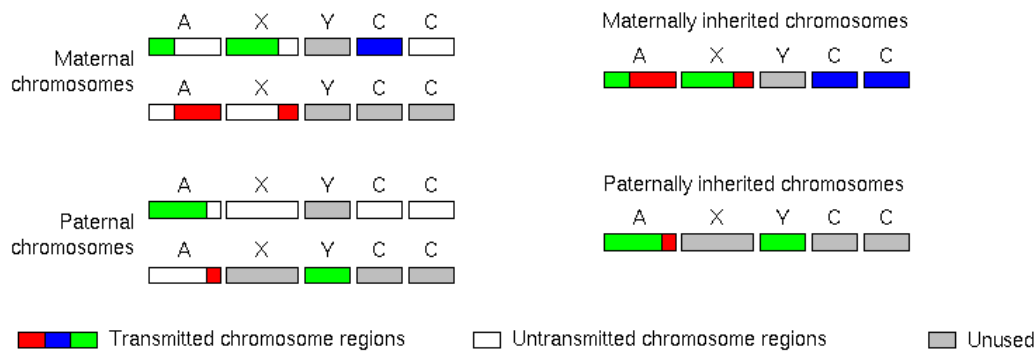 A X Y C C
Maternal
chromosomes
A X Y C C
Maternally inherited chromosomes
A X Y C C
A X Y C C
Paternal
chromosomes
A X Y C C
Paternally inherited chromosomes
A X Y C C
Transmitted chromosome regions
Untransmitted chromosome regions
Unused